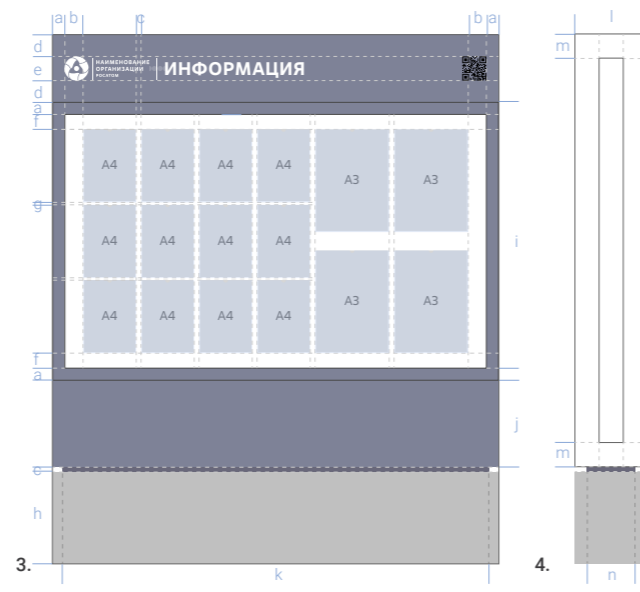 a b c b a
l
d
m
e
НАИМЕНОВАНИЕ
ОРГАНИЗАЦИИ
РОСАТОМ
ИНФОРМАЦИЯ
d
a
f
A4 A4 A4 A4 A3 A3
g
A4 A4 A4 A4 i
A3 A3
A4 A4 A4 A4
f
a
j
m
c
h
3. k 4. n